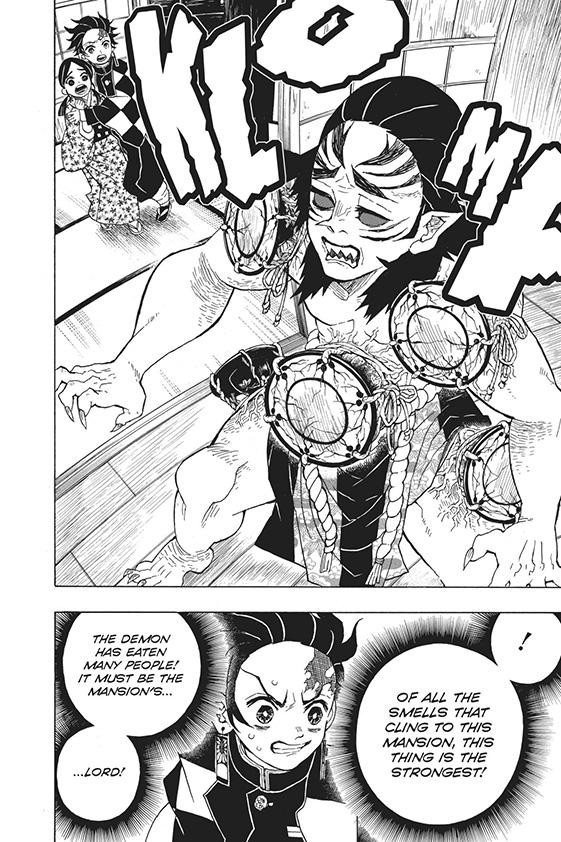 KLOMP
!
OF ALL THE
SMELLS THAT
CLING TO THIS
MANSION, THIS
THING IS THE
STRONGEST!
THE DEMON
HAS EATEN
MANY PEOPLE!
IT MUST BE THE
MANSION'S...
...LORD!